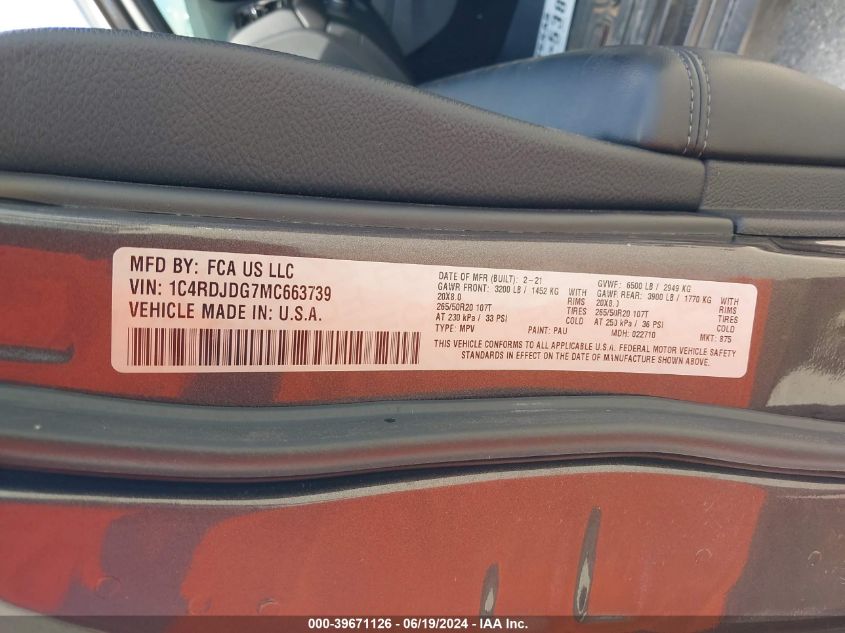 MFD BY: FCA US LLC
VIN: 1C4RDJDG7MC663739
VEHICLE MADE IN: U.S.A.
DATE OF MFR (BUILT): 2-21
GAWR FRONT: 3200 LB / 1452 KG WITH
20X8.0 RIMS
265/50R20 107T TIRES
AT 230 kPa / 33 PSI COLD
TYPE: MPV PAINT: PAU
GVWF: 6500 LB / 2949 KG
GAWR REAR: 3900 LB / 1770 KG WITH
20X8.0 RIMS
265/50R20 107T TIRES
AT 250 kPa / 36 PSI COLD
MDH: 022710 MKT: 875
THIS VEHICLE CONFORMS TO ALL APPLICABLE U.S.A. FEDERAL MOTOR VEHICLE SAFETY
STANDARDS IN EFFECT ON THE DATE OF MANUFACTURE SHOWN ABOVE.
000-39671126 - 06/19/2024 - IAA Inc.